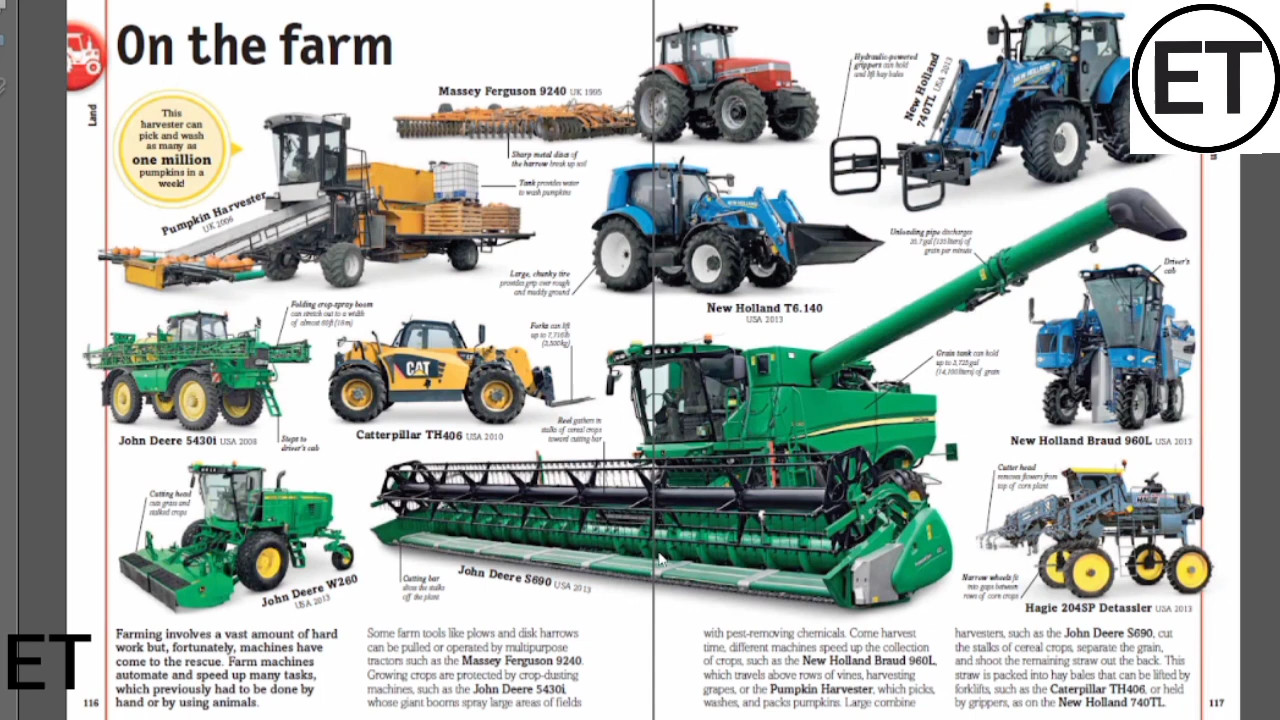 On the farm
Land
This
harvester can
pick and wash
as many as
one million
pumpkins in a
week!
Pumpkin Harvester
UK 2006
Massey Ferguson 9240 UK 1995
Sharp metal discs of
the harrow break up soil
Tank provides water
to wash pumpkins
Large, chunky tire
provides grip over rough
and muddy ground
New Holland T6.140
USA 2013
Hydraulic-powered
grippers can hold
and lift hay bales
New Holland
740TL USA 2013
ET
Unloading pipe discharges
grain per minute
Driver's
cab
Folding crop-spray boom
can stretch out to a width
of almost
John Deere 5430i USA 2008
Steps to
driver's cab
CAT
Forks can lift
up to
Catterpillar TH406 USA 2010
Reel gathers in
stalks of cereal crops
toward cutting bar
Grain tank can hold
of grain
New Holland Braud 960L USA 2013
Cutting head
cuts grass and
stalked crops
John Deere W260
USA 2013
Cutting bar
slices the stalks
off the plant
John Deere S690 USA 2013
Cutter head
removes flowers from
top of corn plant
Narrow wheels fit
into gaps between
rows of corn crops
Hagie 204SP Detassler USA 2013
Farming involves a vast amount of hard
work but, fortunately, machines have
come to the rescue. Farm machines
automate and speed up many tasks,
which previously had to be done by
hand or by using animals.
Some farm tools like plows and disk harrows
can be pulled or operated by multipurpose
tractors such as the Massey Ferguson 9240.
Growing crops are protected by crop-dusting
machines, such as the John Deere 5430i,
whose giant booms spray large areas of fields
with pest-removing chemicals. Come harvest
time, different machines speed up the collection
of crops, such as the New Holland Braud 960L,
which travels above rows of vines, harvesting
grapes, or the Pumpkin Harvester, which picks,
washes, and packs pumpkins. Large combine
harvesters, such as the John Deere S690, cut
the stalks of cereal crops, separate the grain,
and shoot the remaining straw out the back. This
straw is packed into hay bales that can be lifted by
forklifts, such as the Caterpillar TH406, or held
by grippers, as on the New Holland 740TL.
ET
116
117